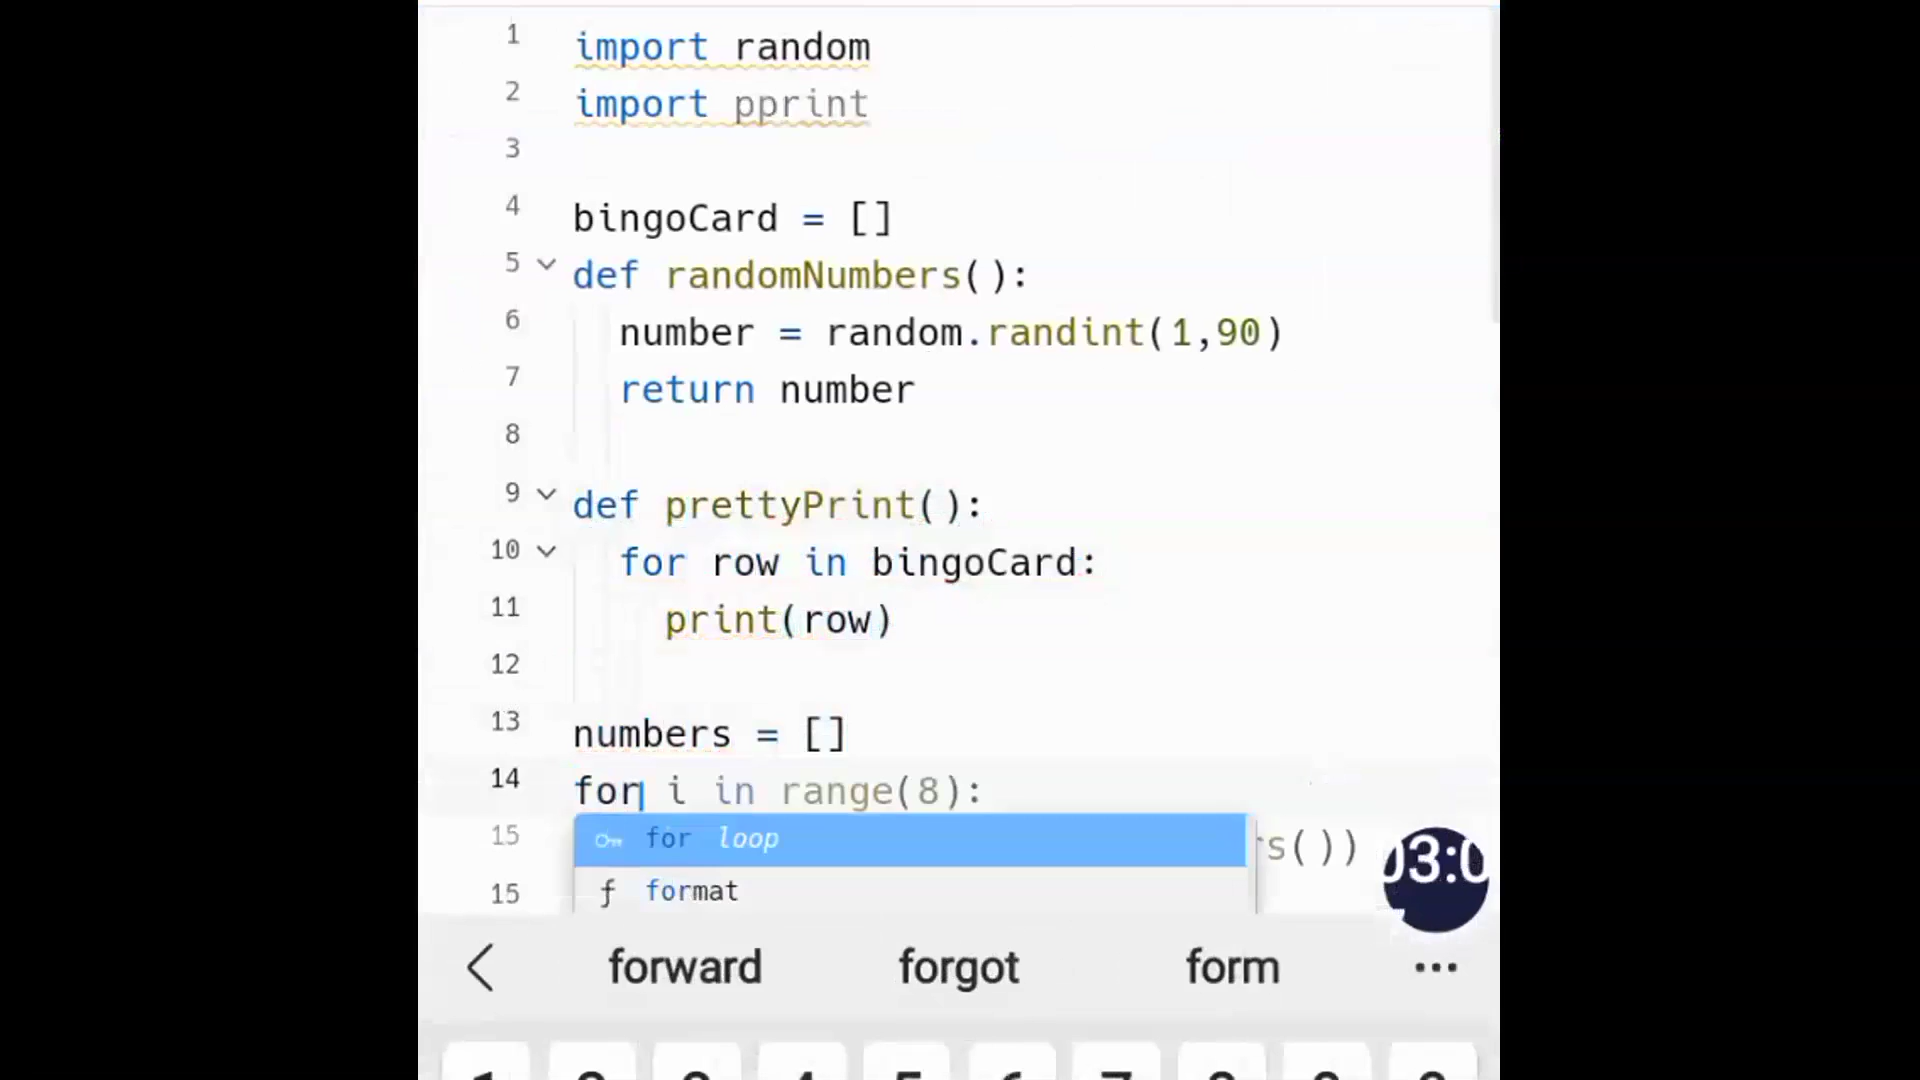 1 import random
2 import pprint
3
4 bingoCard = []
5 def randomNumbers():
6 number = random.randint(1,90)
7 return number
8
9 def prettyPrint():
10 for row in bingoCard:
11 print(row)
12
13 numbers = []
14 for i in range(8):
for loop
15 s())
15 format
03:0
forward forgot form ...